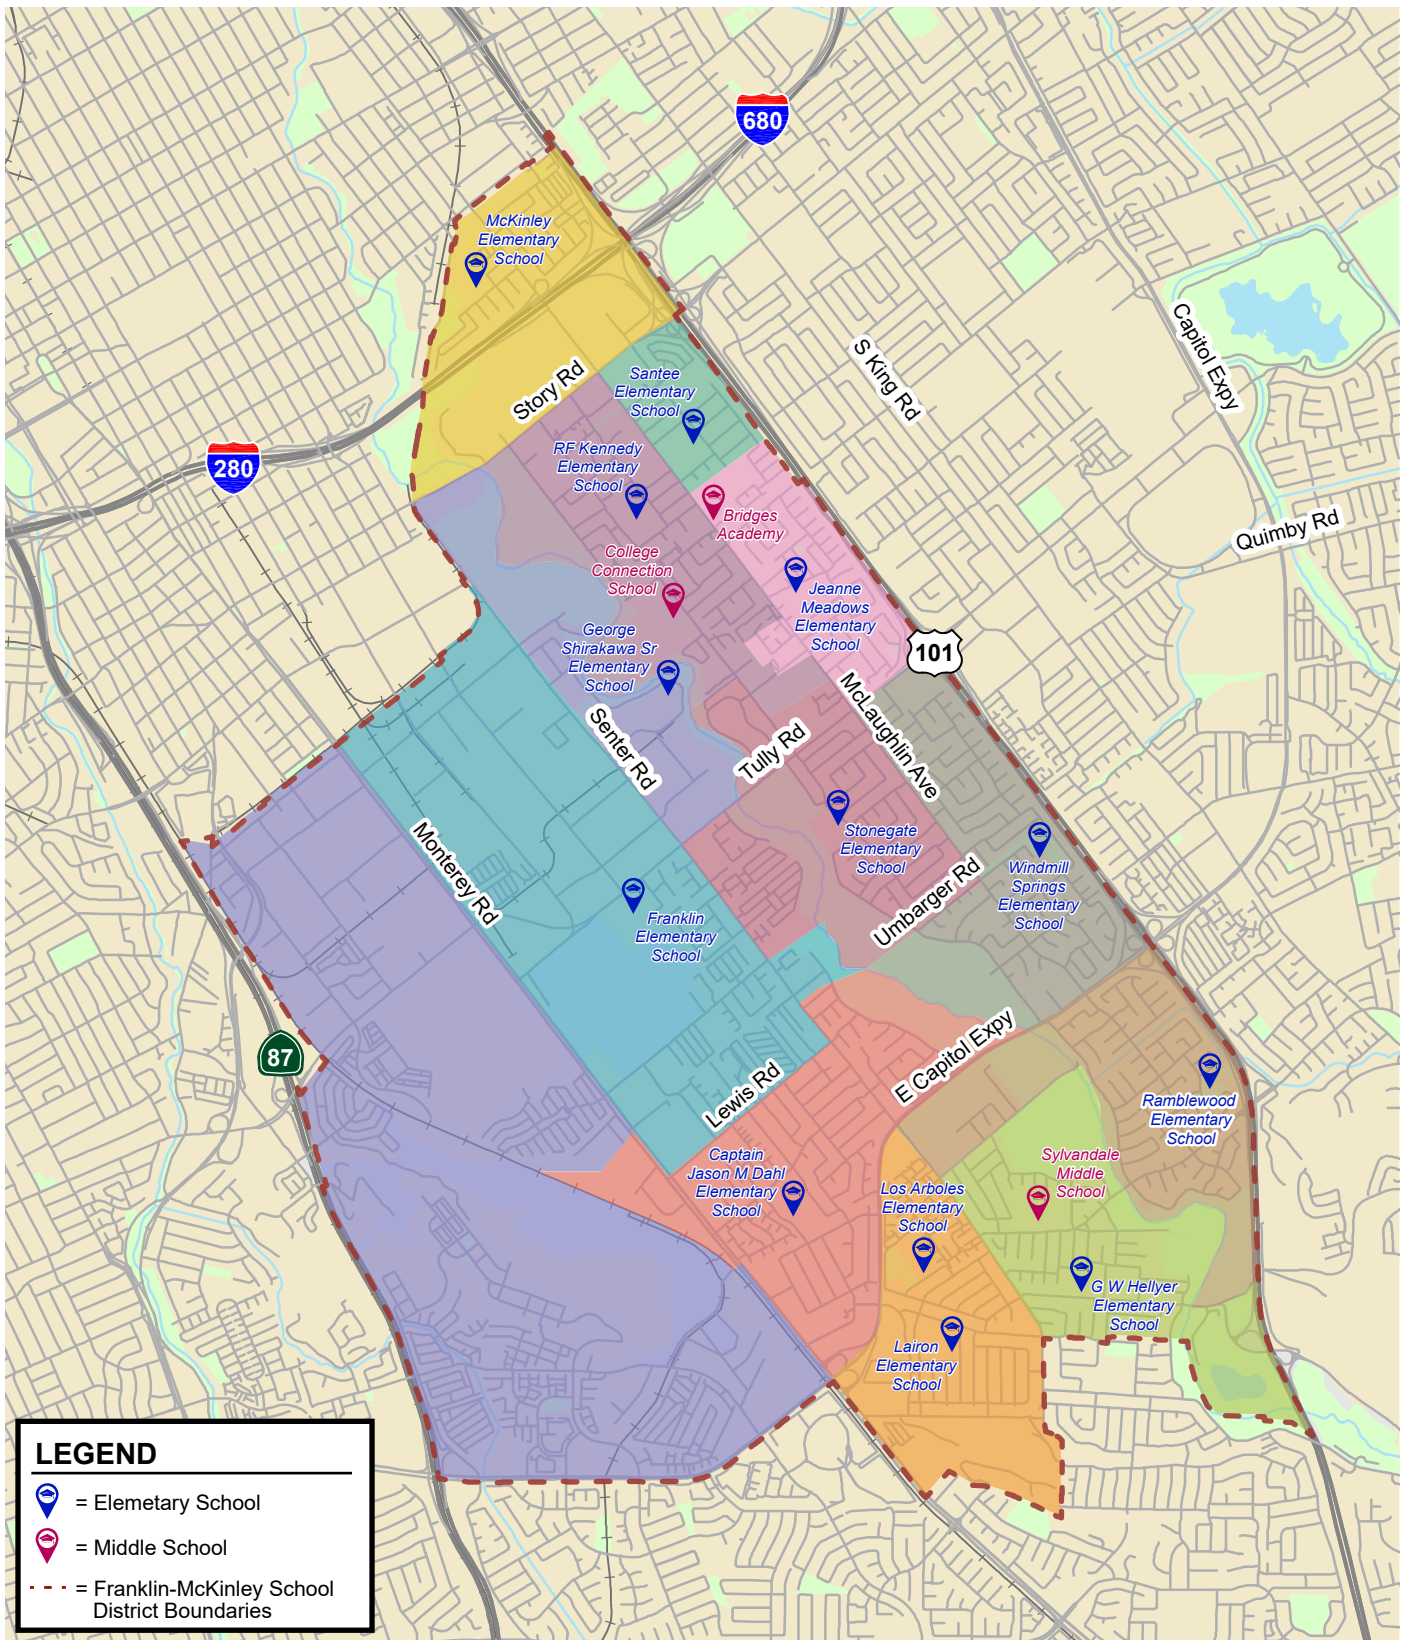 680
McKinley
Elementary
School
Capitol Expy
S King Rd
Story Rd
Santee
Elementary
School
280
RF Kennedy
Elementary
School
Bridges
Academy
Quimby Rd
College
Connection
School
Jeanne
Meadows
Elementary
School
George
Shirakawa Sr
Elementary
School
101
Senter Rd
McLaughlin Ave
Tully Rd
Stonegate
Elementary
School
Monterey Rd
Windmill
Springs
Elementary
School
Umbarger Rd
Franklin
Elementary
School
87
E Capitol Expy
Lewis Rd
Ramblewood
Elementary
School
Captain
Jason M Dahl
Elementary
School
Sylvandale
Middle
School
Los Arboles
Elementary
School
G W Hellyer
Elementary
School
Lairon
Elementary
School
LEGEND
= Elemetary School
= Middle School
= Franklin-McKinley School
District Boundaries